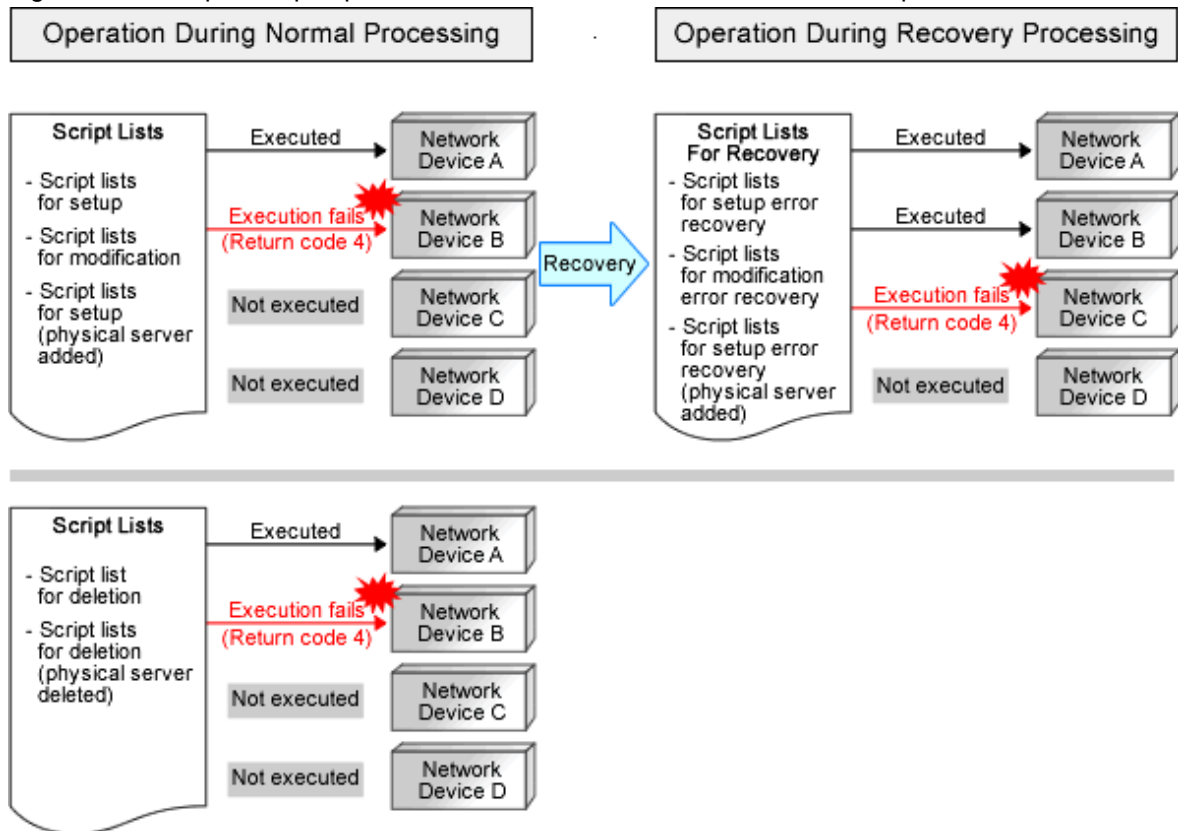 Operation During Normal Processing
Operation During Recovery Processing
Script Lists
- Script lists
for setup
- Script lists
for modification
- Script lists
for setup
(physical server
added)
Executed
Network
Device A
Execution fails
(Return code 4)
Network
Device B
Not executed
Network
Device C
Not executed
Network
Device D
Recovery
Script Lists
For Recovery
- Script lists
for setup error
recovery
- Script lists
for modification
error recovery
- Script lists
for setup error
recovery
(physical server
added)
Executed
Network
Device A
Executed
Network
Device B
Execution fails
(Return code 4)
Network
Device C
Not executed
Network
Device D
Script Lists
- Script list
for deletion
- Script lists
for deletion
(physical server
deleted)
Executed
Network
Device A
Execution fails
(Return code 4)
Network
Device B
Not executed
Network
Device C
Not executed
Network
Device D